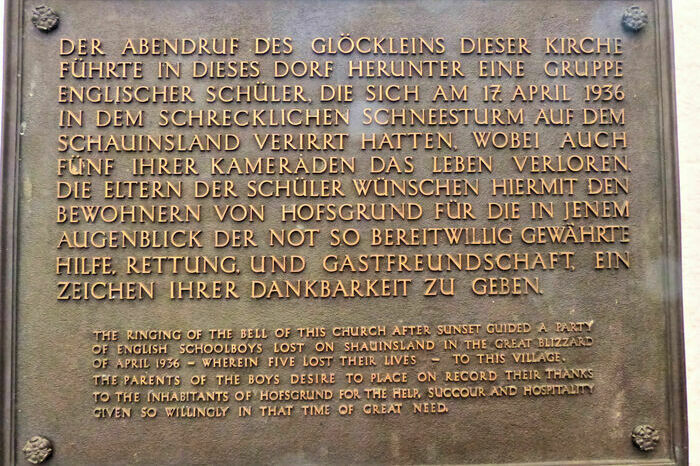 DER ABENDRUF DES GLÖCKLEINS DIESER KIRCHE
FÜHRTE IN DIESES DORF HERUNTER EINE GRUPPE
ENGLISCHER SCHÜLER, DIE SICH AM 17. APRIL 1936
IN DEM SCHRECKLICHEN SCHNEESTURM AUF DEM
SCHAUINSLAND VERIRRT HATTEN, WOBEI AUCH
FÜNF IHRER KAMERADEN DAS LEBEN VERLOREN.
DIE ELTERN DER SCHÜLER WÜNSCHEN HIERMIT DEN
BEWOHNERN VON HOFSGRUND FÜR DIE IN JENEM
AUGENBLICK DER NOT SO BEREITWILLIG GEWÄHRTE
HILFE, RETTUNG, UND GASTFREUNDSCHAFT, EIN
ZEICHEN IHRER DANKBARKEIT ZU GEBEN.
THE RINGING OF THE BELL OF THIS CHURCH AFTER SUNSET GUIDED A PARTY
OF ENGLISH SCHOOLBOYS LOST ON SHAUINSLAND IN THE GREAT BLIZZARD
OF APRIL 1936 – WHEREIN FIVE LOST THEIR LIVES – TO THIS VILLAGE.
THE PARENTS OF THE BOYS DESIRE TO PLACE ON RECORD THEIR THANKS
TO THE INHABITANTS OF HOFSGRUND FOR THE HELP, SUCCOUR AND HOSPITALITY
GIVEN SO WILLINGLY IN THAT TIME OF GREAT NEED.